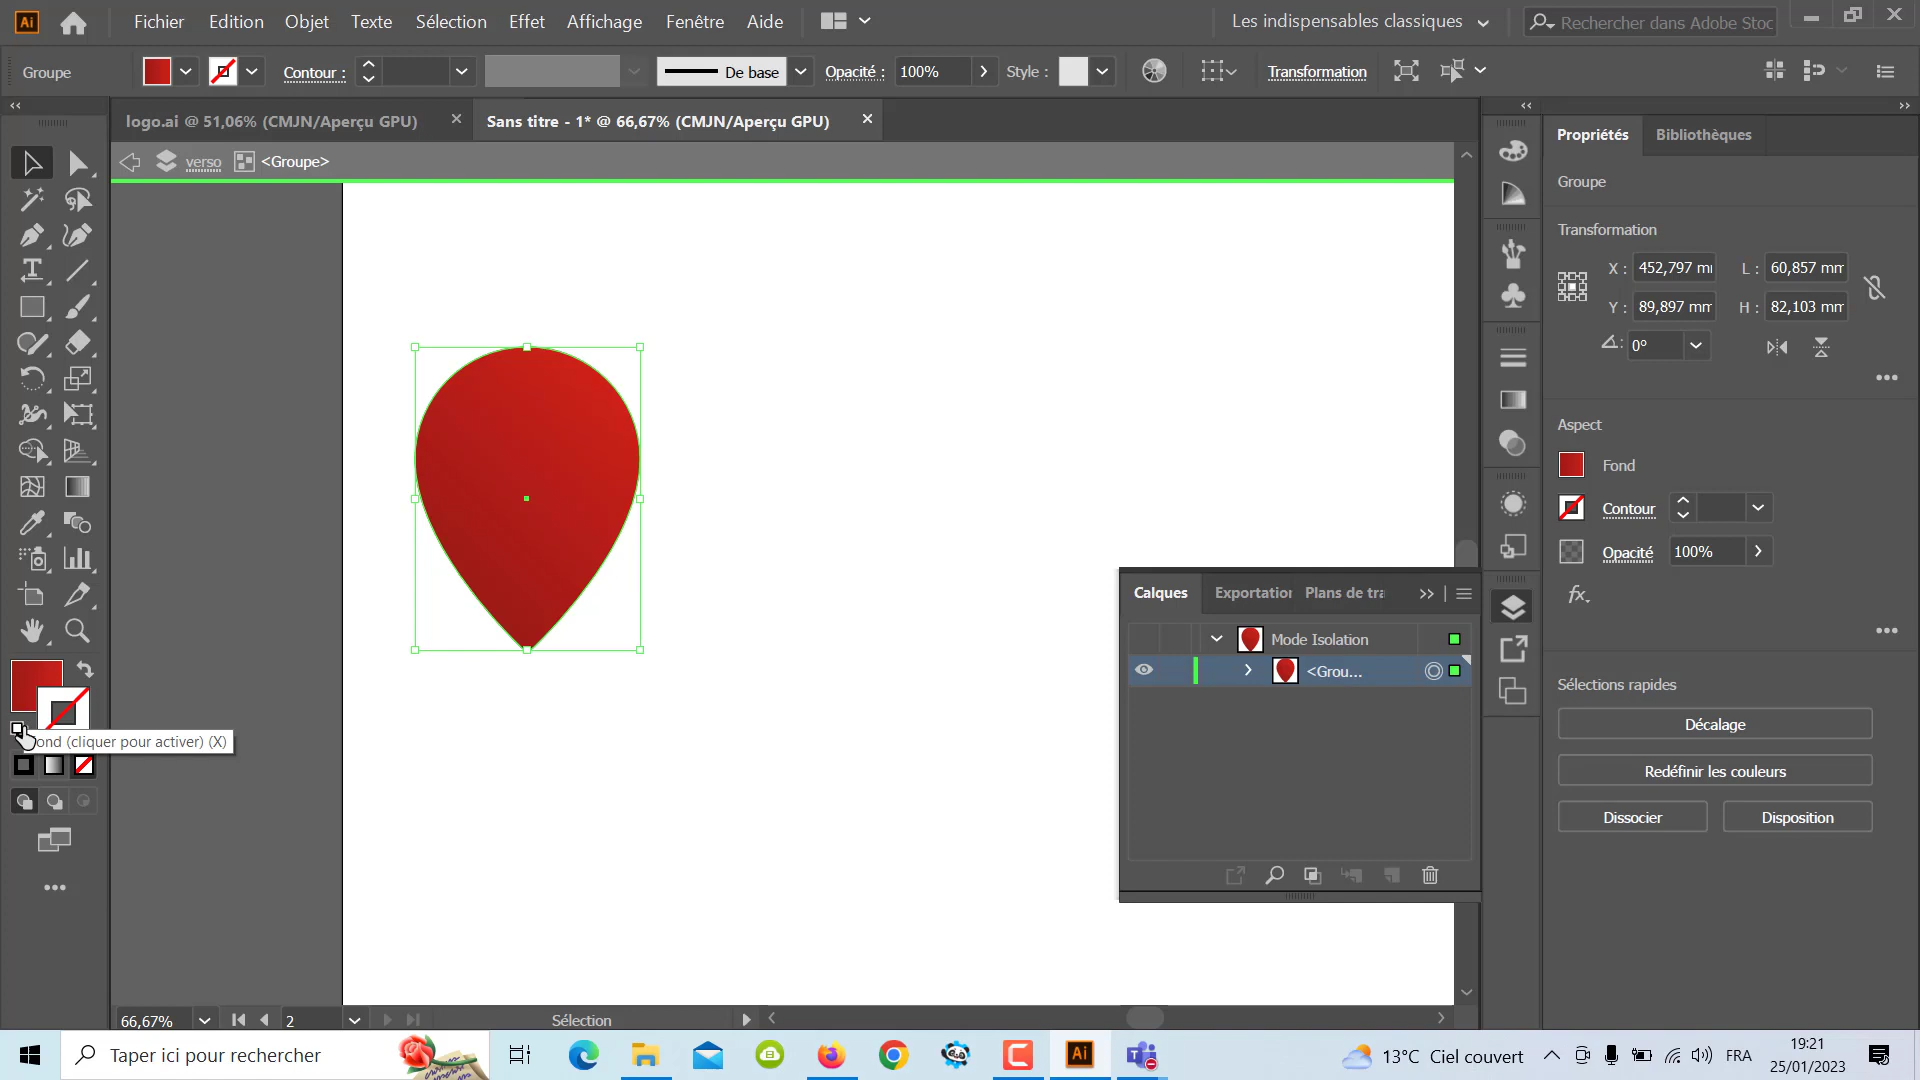 Ai Fichier Edition Objet Texte Sélection Effet Affichage Fenêtre Aide Les indispensables classiques Rechercher dans Adobe Stoc
Groupe Contour : De base Opacité : 100% Style : Transformation
logo.ai @ 51,06% (CMJN/Aperçu GPU) Sans titre - 1* @ 66,67% (CMJN/Aperçu GPU)
verso <Groupe>
Propriétés Bibliothèques
Groupe
Transformation
X : 452,797 m L : 60,857 mm
Y : 89,897 mm H : 82,103 mm
0°
Aspect
Fond
Contour
Opacité 100%
fx
Sélections rapides
Décalage
Redéfinir les couleurs
Dissocier Disposition
Calques Exportation Plans de tra
Mode Isolation
<Grou...
ond (cliquer pour activer) (X)
66,67% 2 Sélection
Taper ici pour rechercher Ai 13°C Ciel couvert FRA 19:21
25/01/2023